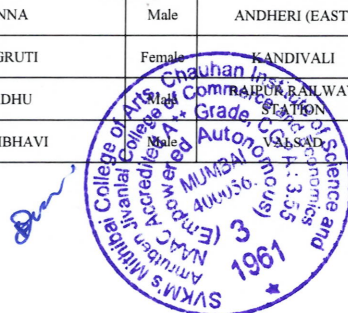 NNA Male ANDHERI (EAST
GRUTI Female KANDIVALI
DHU Male RAIPUR RAILWAY STATION
IBHAVI Male VALSAD
SVKM's Mithibai College of Arts, Chauhan Institute of Science and
Amrutben Jivanlal College of Commerce and Economics
NAAC Accredited A++ Grade, CGPA: 3.55
(Empowered Autonomous)
MUMBAI
400056.
3
1961